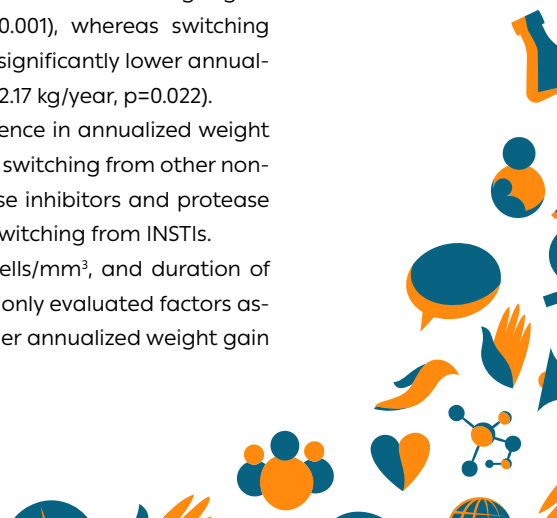 0.001), whereas switching
significantly lower annual-
2.17 kg/year, p=0.022).
ence in annualized weight
switching from other non-
se inhibitors and protease
witching from INSTIs.
ells/mm³, and duration of
only evaluated factors as-
er annualized weight gain